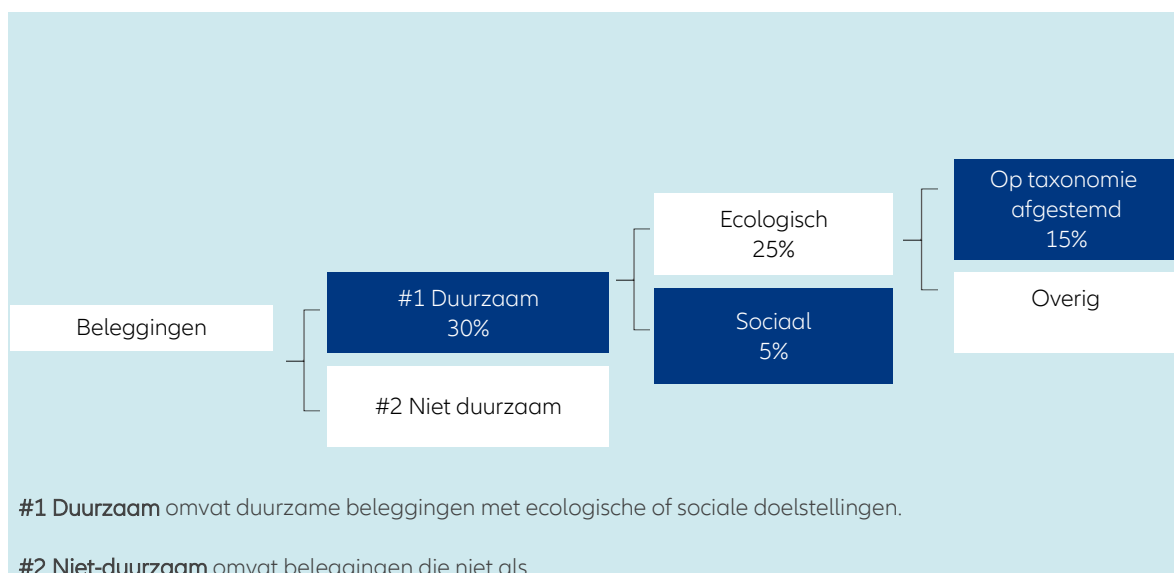 Op taxonomie
afgestemd
15%
Ecologisch
25%
#1 Duurzaam
30%
Overig
Beleggingen
Sociaal
5%
#2 Niet duurzaam
#1 Duurzaam omvat duurzame beleggingen met ecologische of sociale doelstellingen.
#2 Niet-duurzaam omvat beleggingen die niet als